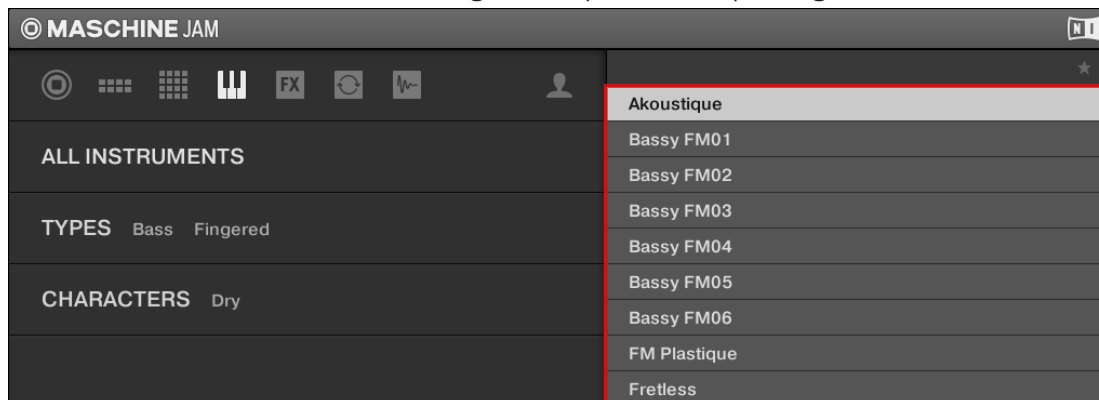 MASCHINE JAM
NI
FX
ALL INSTRUMENTS
TYPES Bass Fingered
CHARACTERS Dry
Akoustique
Bassy FM01
Bassy FM02
Bassy FM03
Bassy FM04
Bassy FM05
Bassy FM06
FM Plastique
Fretless